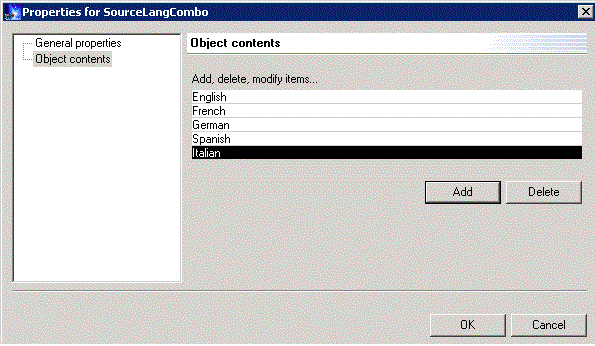 Properties for SourceLangCombo
General properties
Object contents
Object contents
Add, delete, modify items...
English
French
German
Spanish
Italian
Add
Delete
OK
Cancel